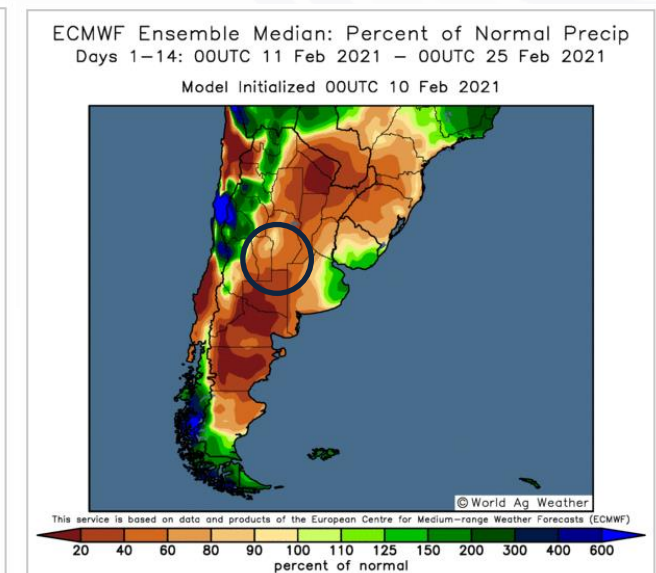 ECMWF Ensemble Median: Percent of Normal Precip
Days 1−14: 00UTC 11 Feb 2021 − 00UTC 25 Feb 2021
Model Initialized 00UTC 10 Feb 2021
©World Ag Weather
This service is based on data and products of the European Centre for Medium-range Weather Forecasts (ECMWF)
20 40 60 80 90 100 110 125 150 200 300 400 600
percent of normal